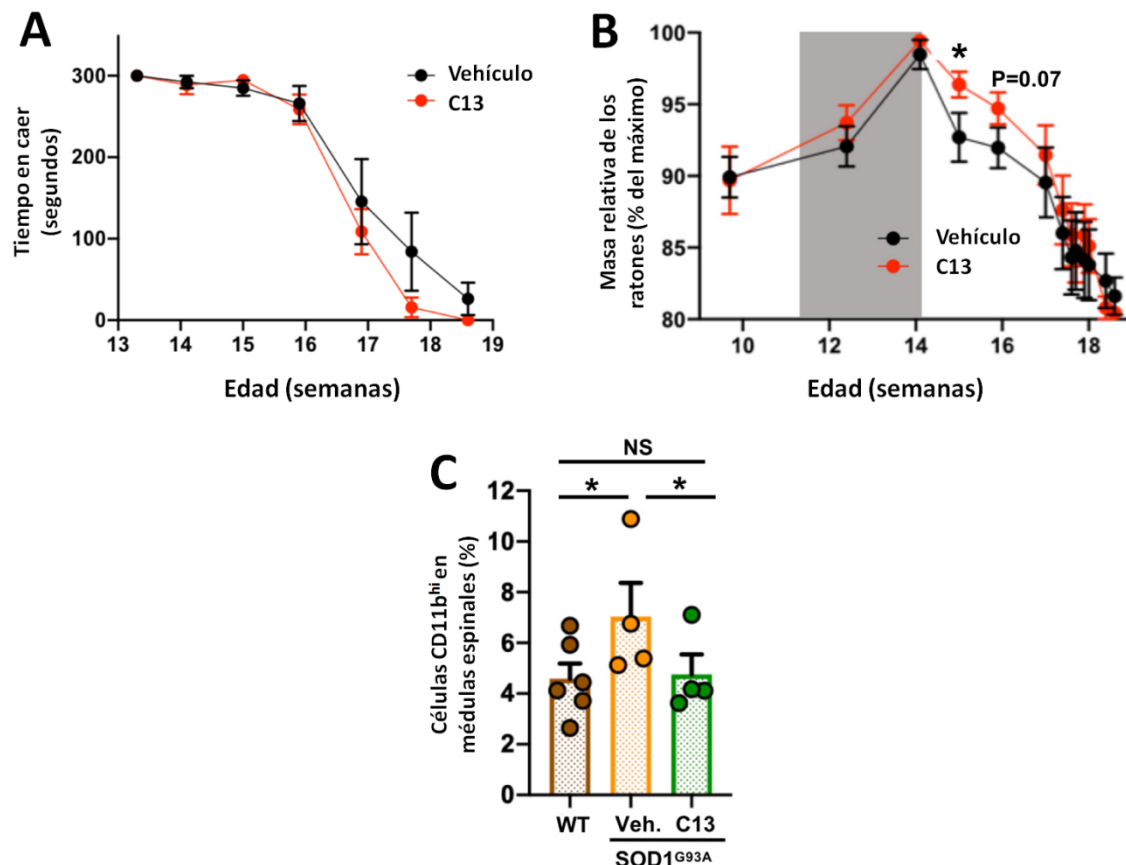 A
Tiempo en caer
(segundos)
300
200
100
0
13
14
15
16
17
18
19
Edad (semanas)
Vehículo
C13
B
Masa relativa de los
ratones (% del máximo)
100
95
90
85
80
10
12
14
16
18
Edad (semanas)
*
P=0.07
Vehículo
C13
C
Células CD11bhi en
médulas espinales (%)
12
10
8
6
4
2
0
NS
*
*
WT
Veh.
C13
SOD1G93A